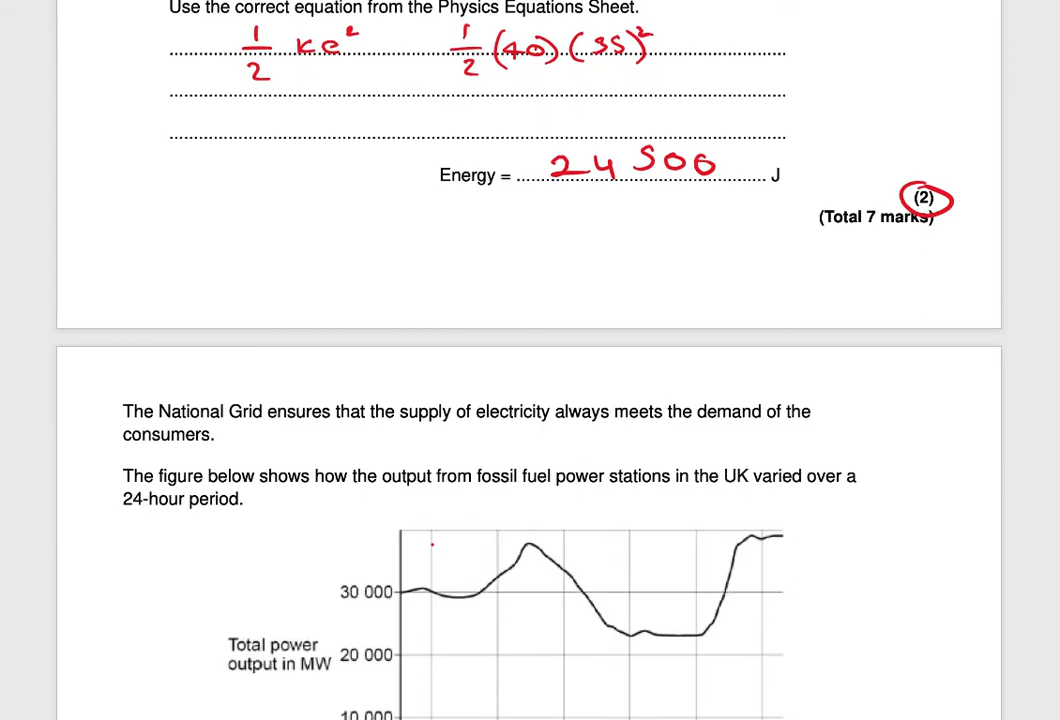 Use the correct equation from the Physics Equations Sheet.
1/2 ke² 1/2 (40) (35)²
Energy = 24 500 J
(2)
(Total 7 marks)
The National Grid ensures that the supply of electricity always meets the demand of the
consumers.
The figure below shows how the output from fossil fuel power stations in the UK varied over a
24-hour period.
30 000
Total power
output in MW
20 000
10 000